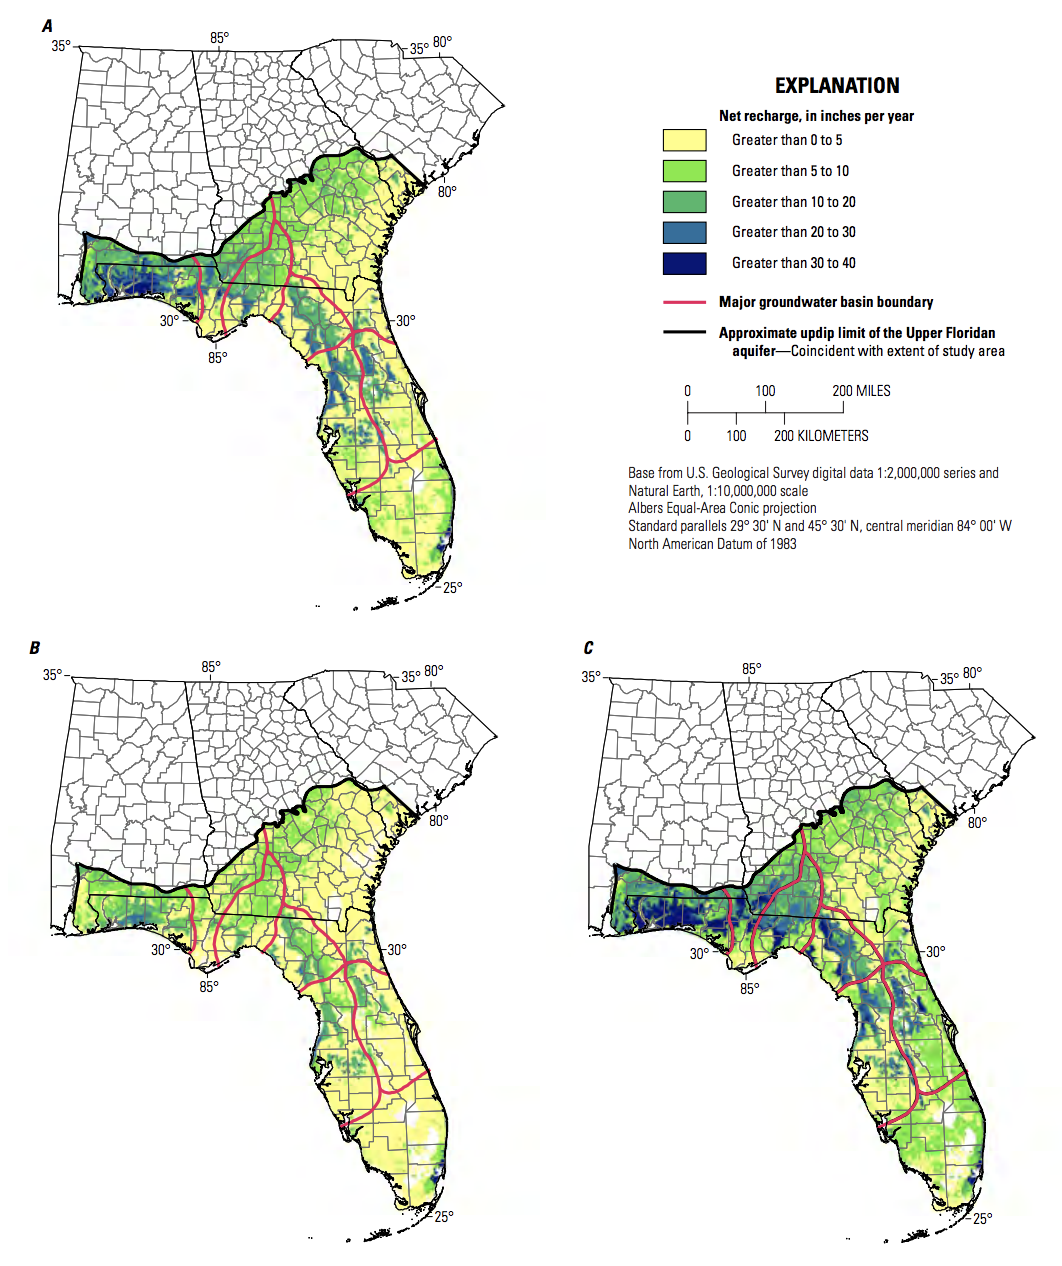 A
35°
85°
35° 80°
80°
30°
30°
85°
25°
EXPLANATION
Net recharge, in inches per year
Greater than 0 to 5
Greater than 5 to 10
Greater than 10 to 20
Greater than 20 to 30
Greater than 30 to 40
Major groundwater basin boundary
Approximate updip limit of the Upper Floridan
aquifer—Coincident with extent of study area
0 100 200 MILES
0 100 200 KILOMETERS
Base from U.S. Geological Survey digital data 1:2,000,000 series and
Natural Earth, 1:10,000,000 scale
Albers Equal-Area Conic projection
Standard parallels 29° 30' N and 45° 30' N, central meridian 84° 00' W
North American Datum of 1983
B
35°
85°
35° 80°
80°
30°
30°
85°
25°
C
35°
85°
35° 80°
80°
30°
30°
85°
25°